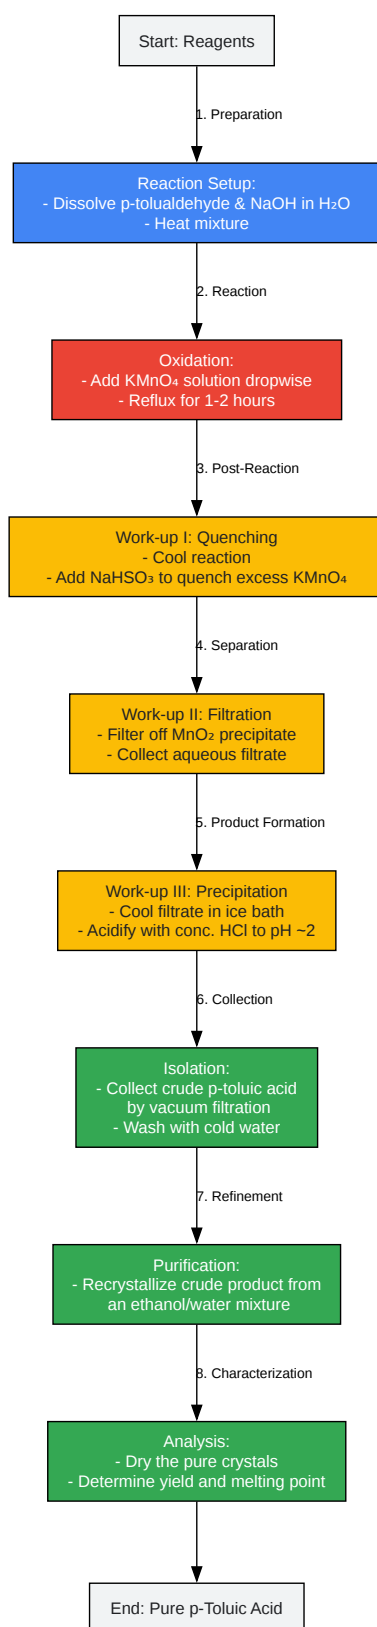 Start: Reagents
1. Preparation
Reaction Setup:
- Dissolve p-tolualdehyde & NaOH in H₂O
- Heat mixture
2. Reaction
Oxidation:
- Add KMnO₄ solution dropwise
- Reflux for 1-2 hours
3. Post-Reaction
Work-up I: Quenching
- Cool reaction
- Add NaHSO₃ to quench excess KMnO₄
4. Separation
Work-up II: Filtration
- Filter off MnO₂ precipitate
- Collect aqueous filtrate
5. Product Formation
Work-up III: Precipitation
- Cool filtrate in ice bath
- Acidify with conc. HCl to pH ~2
6. Collection
Isolation:
- Collect crude p-toluic acid
by vacuum filtration
- Wash with cold water
7. Refinement
Purification:
- Recrystallize crude product from
an ethanol/water mixture
8. Characterization
Analysis:
- Dry the pure crystals
- Determine yield and melting point
End: Pure p-Toluic Acid